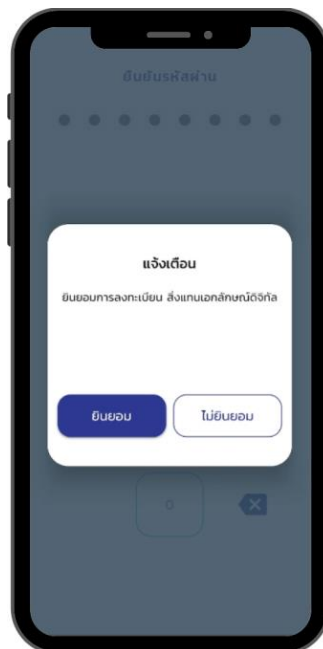 ยืนยันรหัสผ่าน
แจ้งเตือน
ยินยอมการลงทะเบียน สิ่งแทนเอกลักษณ์ดิจิทัล
ยินยอม
ไม่ยินยอม
0